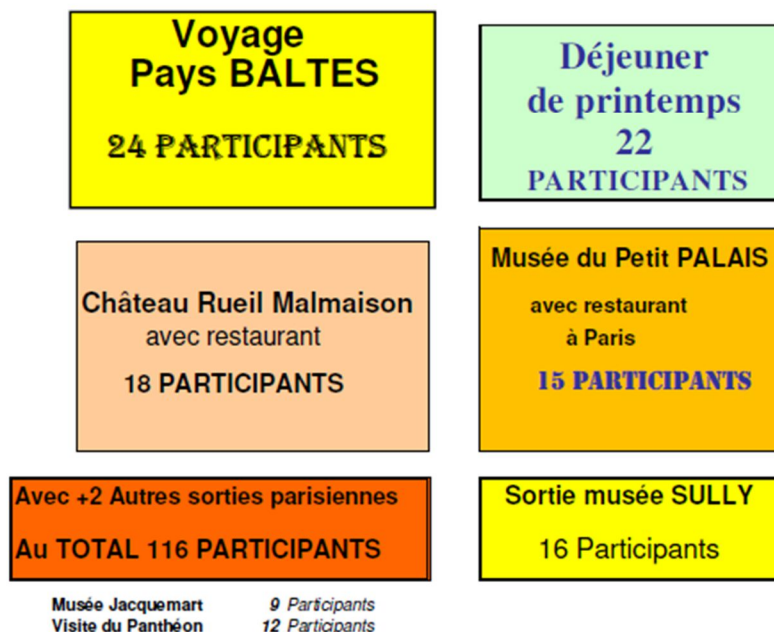 Voyage
Pays BALTES
24 PARTICIPANTS
Déjeuner
de printemps
22
PARTICIPANTS
Château Rueil Malmaison
avec restaurant
18 PARTICIPANTS
Musée du Petit PALAIS
avec restaurant
à Paris
15 PARTICIPANTS
Avec +2 Autres sorties parisiennes
Au TOTAL 116 PARTICIPANTS
Sortie musée SULLY
16 Participants
Musée Jacquemart 9 Participants
Visite du Panthéon 12 Participants